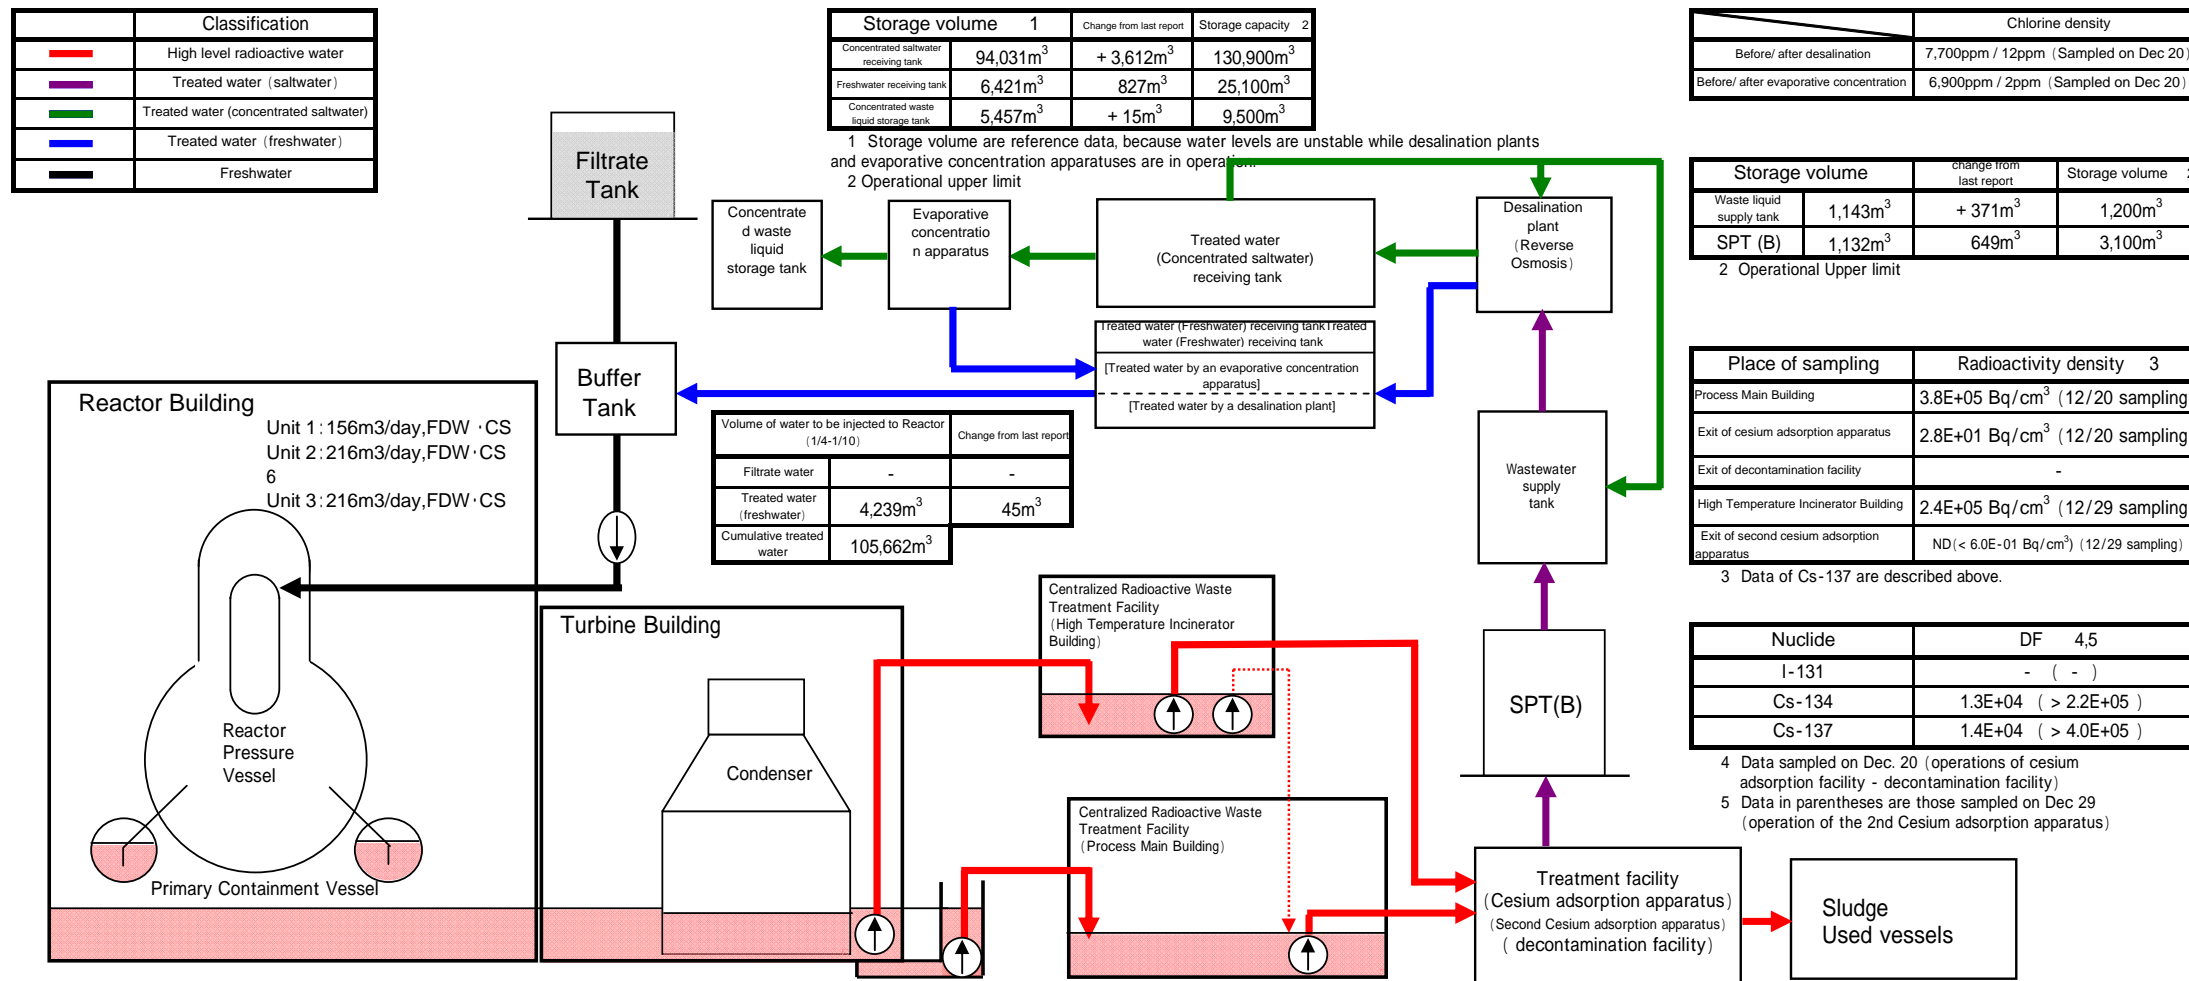 Classification
High level radioactive water
Treated water (saltwater)
Treated water (concentrated saltwater)
Treated water (freshwater)
Freshwater
Storage volume 1 Change from last report Storage capacity 2
Concentrated saltwater
receiving tank 94,031m³ + 3,612m³ 130,900m³
Freshwater receiving tank 6,421m³ 827m³ 25,100m³
Concentrated waste
liquid storage tank 5,457m³ + 15m³ 9,500m³
1 Storage volume are reference data, because water levels are unstable while desalination plants
and evaporative concentration apparatuses are in operation.
2 Operational upper limit
Chlorine density
Before/ after desalination 7,700ppm / 12ppm (Sampled on Dec 20)
Before/ after evaporative concentration 6,900ppm / 2ppm (Sampled on Dec 20)
Storage volume change from
last report Storage volume 2
Waste liquid
supply tank 1,143m³ + 371m³ 1,200m³
SPT (B) 1,132m³ 649m³ 3,100m³
2 Operational Upper limit
Filtrate
Tank
Concentrate
d waste
liquid
storage tank
Evaporative
concentratio
n apparatus
Treated water
(Concentrated saltwater)
receiving tank
Desalination
plant
(Reverse
Osmosis)
Treated water (Freshwater) receiving tankTreated
water (Freshwater) receiving tank
[Treated water by an evaporative concentration
apparatus]
[Treated water by a desalination plant]
Buffer
Tank
Place of sampling Radioactivity density 3
Process Main Building 3.8E+05 Bq/cm³ (12/20 sampling
Exit of cesium adsorption apparatus 2.8E+01 Bq/cm³ (12/20 sampling
Exit of decontamination facility -
High Temperature Incinerator Building 2.4E+05 Bq/cm³ (12/29 sampling
Exit of second cesium adsorption
apparatus ND(< 6.0E-01 Bq/cm³) (12/29 sampling)
3 Data of Cs-137 are described above.
Reactor Building
Unit 1:156m3/day,FDW・CS
Unit 2:216m3/day,FDW・CS
6
Unit 3:216m3/day,FDW・CS
Volume of water to be injected to Reactor
(1/4-1/10) Change from last report
Filtrate water - -
Treated water
(freshwater) 4,239m³ 45m³
Cumulative treated
water 105,662m³
Wastewater
supply
tank
Turbine Building
Centralized Radioactive Waste
Treatment Facility
(High Temperature Incinerator
Building)
Nuclide DF 4,5
I-131 - ( - )
Cs-134 1.3E+04 ( > 2.2E+05 )
Cs-137 1.4E+04 ( > 4.0E+05 )
4 Data sampled on Dec. 20 (operations of cesium
adsorption facility - decontamination facility)
5 Data in parentheses are those sampled on Dec 29
(operation of the 2nd Cesium adsorption apparatus)
SPT(B)
Reactor
Pressure
Vessel
Condenser
Primary Containment Vessel
Centralized Radioactive Waste
Treatment Facility
(Process Main Building)
Treatment facility
(Cesium adsorption apparatus)
(Second Cesium adsorption apparatus)
( decontamination facility)
Sludge
Used vessels